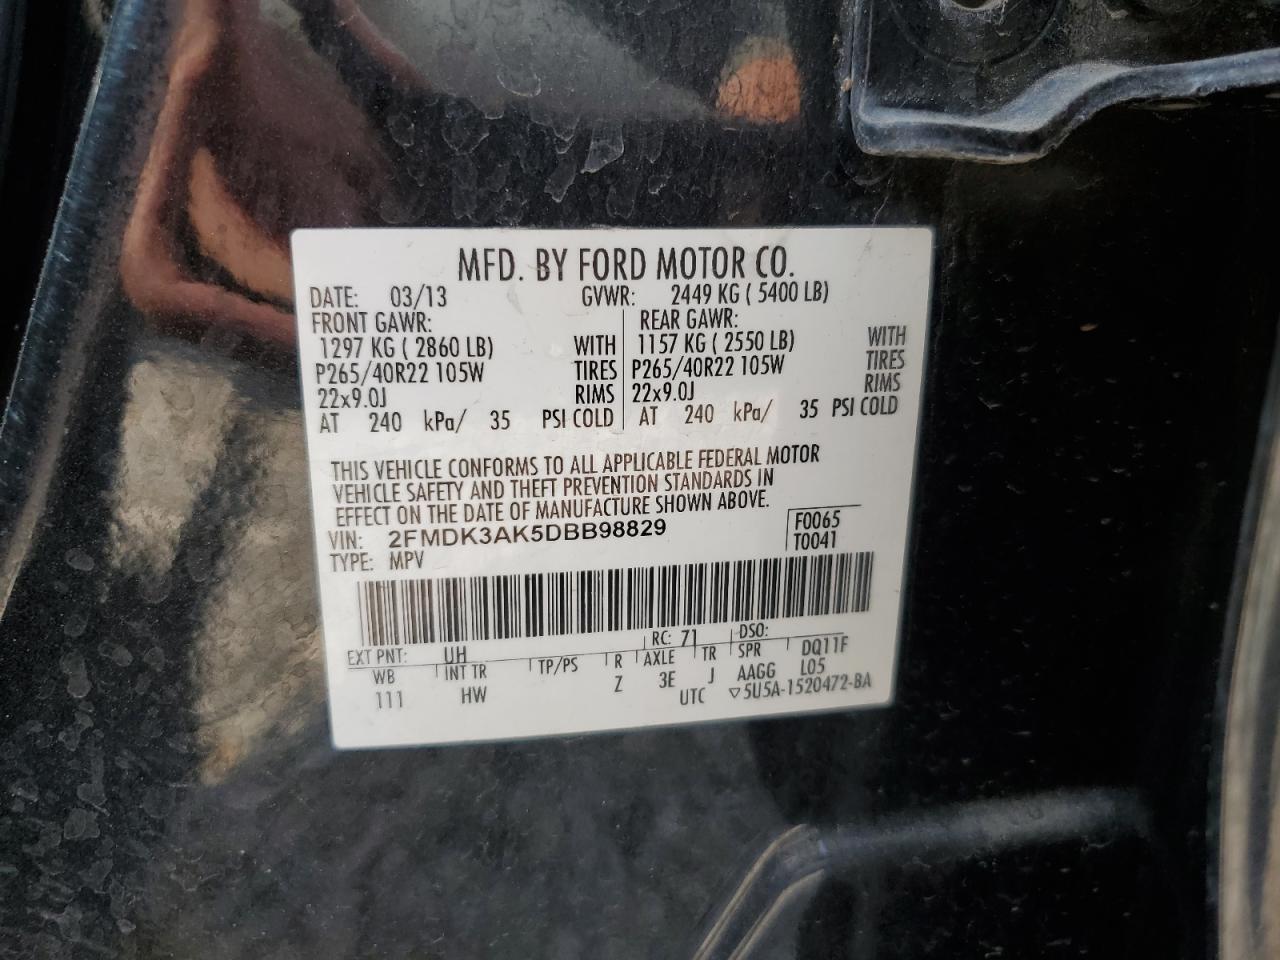 MFD. BY FORD MOTOR CO.
DATE: 03/13 GVWR: 2449 KG ( 5400 LB)
FRONT GAWR: REAR GAWR:
1297 KG ( 2860 LB) WITH 1157 KG ( 2550 LB) WITH
P265/40R22 105W TIRES P265/40R22 105W TIRES
22x9.0J RIMS 22x9.0J RIMS
AT 240 kPa/ 35 PSI COLD AT 240 kPa/ 35 PSI COLD
THIS VEHICLE CONFORMS TO ALL APPLICABLE FEDERAL MOTOR
VEHICLE SAFETY AND THEFT PREVENTION STANDARDS IN
EFFECT ON THE DATE OF MANUFACTURE SHOWN ABOVE.
VIN: 2FMDK3AK5DBB98829 F0065
TYPE: MPV T0041
EXT PNT: UH RC: 71 DSO:
WB INT TR TP/PS R AXLE TR SPR DQ11F
111 HW Z 3E J AAGG L05
UTC ▽5U5A-1520472-BA